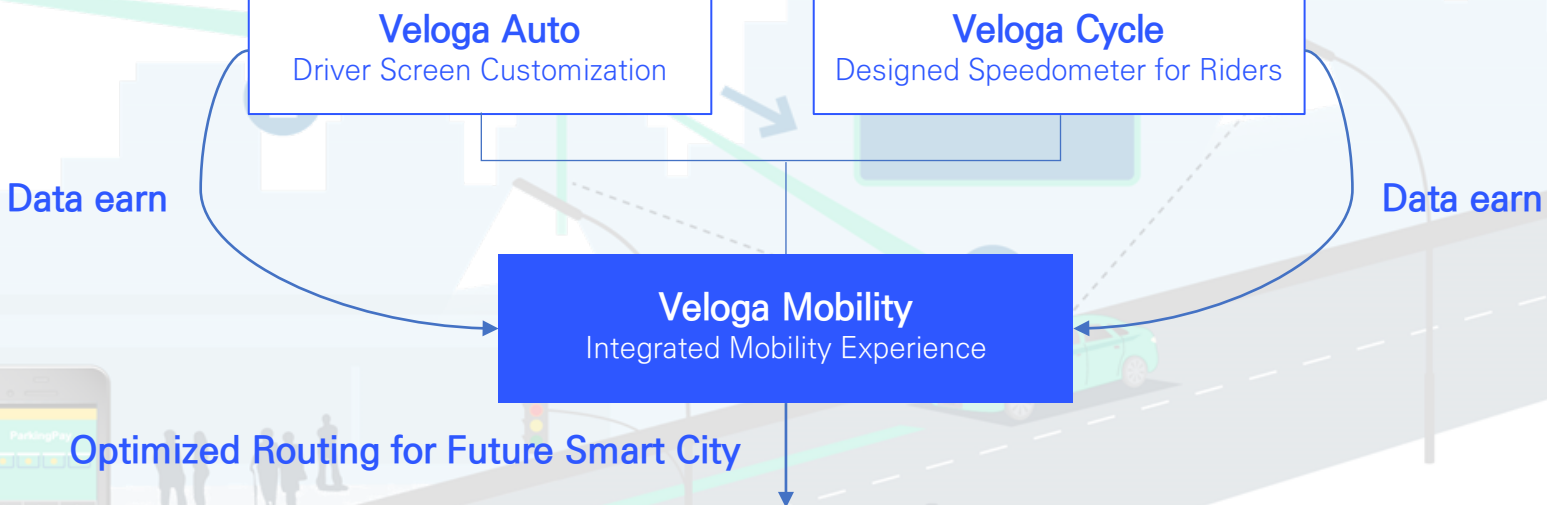 Veloga Auto
Driver Screen Customization
Veloga Cycle
Designed Speedometer for Riders
Data earn
Data earn
Veloga Mobility
Integrated Mobility Experience
ParkingPay
Optimized Routing for Future Smart City